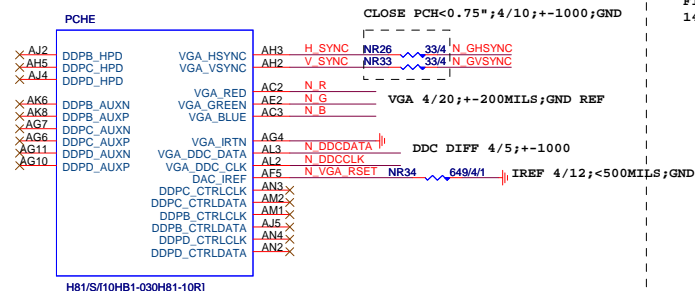 FI
CLOSE PCH<0.75";4/10;+-1000;GND
14
PCHE
AJ2 DDPB_HPD VGA_HSYNC AH3 H_SYNC NR26 33/4 N_GHSYNC
AH5 DDPC_HPD VGA_VSYNC AH2 V_SYNC NR33 33/4 N_GVSYNC
AJ4 DDPD_HPD
VGA_RED AC2 N_R
AK6 DDPB_AUXN VGA_GREEN AE2 N_G VGA 4/20;+-200MILS;GND REF
AK8 DDPB_AUXP VGA_BLUE AC3 N_B
AG7 DDPC_AUXN
AG6 DDPC_AUXP VGA_IRTN AG4
AG11 DDPD_AUXN VGA_DDC_DATA AL3 N_DDCDATA DDC DIFF 4/5;+-1000
AG10 DDPD_AUXP VGA_DDC_CLK AL2 N_DDCCLK
DAC_IREF AF5 N_VGA_RSET NR34 649/4/1 IREF 4/12;<500MILS;GND
DDPC_CTRLCLK AN3
DDPC_CTRLDATA AM2
DDPB_CTRLCLK AM1
DDPB_CTRLDATA AJ5
DDPD_CTRLCLK AN4
DDPD_CTRLDATA AN2
H81/S/[10HB1-030H81-10R]